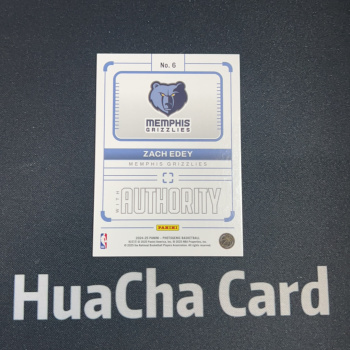 No. 6
MEMPHIS
GRIZZLIES
ZACH EDEY
MEMPHIS GRIZZLIES
WITH
AUTHORITY
PANINI
HuaCha Card